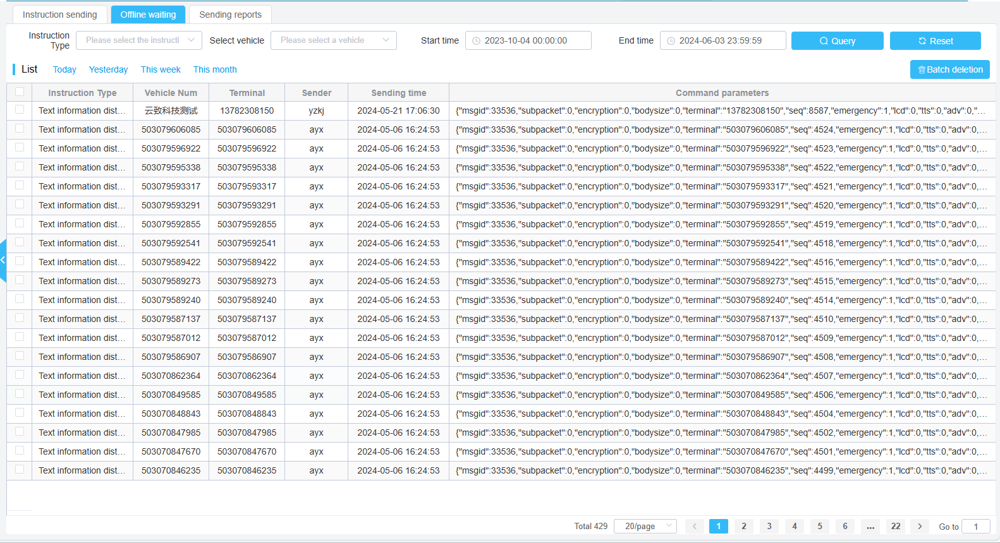 Instruction sending Offline waiting Sending reports
Instruction Type Please select the instructi Select vehicle Please select a vehicle Start time 2023-10-04 00:00:00 End time 2024-06-03 23:59:59 Query Reset
List Today Yesterday This week This month Batch deletion
Instruction Type Vehicle Num Terminal Sender Sending time Command parameters
Text information dist... 云致科技测试 13782308150 yzkj 2024-05-21 17:06:30 {"msgid":33536,"subpacket":0,"encryption":0,"bodysize":0,"terminal":"13782308150","seq":8587,"emergency":1,"lcd":0,"tts":0,"adv":0,"...
Text information dist... 503079606085 503079606085 ayx 2024-05-06 16:24:53 {"msgid":33536,"subpacket":0,"encryption":0,"bodysize":0,"terminal":"503079606085","seq":4524,"emergency":1,"lcd":0,"tts":0,"adv":0,...
Text information dist... 503079596922 503079596922 ayx 2024-05-06 16:24:53 {"msgid":33536,"subpacket":0,"encryption":0,"bodysize":0,"terminal":"503079596922","seq":4523,"emergency":1,"lcd":0,"tts":0,"adv":0,...
Text information dist... 503079595338 503079595338 ayx 2024-05-06 16:24:53 {"msgid":33536,"subpacket":0,"encryption":0,"bodysize":0,"terminal":"503079595338","seq":4522,"emergency":1,"lcd":0,"tts":0,"adv":0,...
Text information dist... 503079593317 503079593317 ayx 2024-05-06 16:24:53 {"msgid":33536,"subpacket":0,"encryption":0,"bodysize":0,"terminal":"503079593317","seq":4521,"emergency":1,"lcd":0,"tts":0,"adv":0,...
Text information dist... 503079593291 503079593291 ayx 2024-05-06 16:24:53 {"msgid":33536,"subpacket":0,"encryption":0,"bodysize":0,"terminal":"503079593291","seq":4520,"emergency":1,"lcd":0,"tts":0,"adv":0,...
Text information dist... 503079592855 503079592855 ayx 2024-05-06 16:24:53 {"msgid":33536,"subpacket":0,"encryption":0,"bodysize":0,"terminal":"503079592855","seq":4519,"emergency":1,"lcd":0,"tts":0,"adv":0,...
Text information dist... 503079592541 503079592541 ayx 2024-05-06 16:24:53 {"msgid":33536,"subpacket":0,"encryption":0,"bodysize":0,"terminal":"503079592541","seq":4518,"emergency":1,"lcd":0,"tts":0,"adv":0,...
Text information dist... 503079589422 503079589422 ayx 2024-05-06 16:24:53 {"msgid":33536,"subpacket":0,"encryption":0,"bodysize":0,"terminal":"503079589422","seq":4516,"emergency":1,"lcd":0,"tts":0,"adv":0,...
Text information dist... 503079589273 503079589273 ayx 2024-05-06 16:24:53 {"msgid":33536,"subpacket":0,"encryption":0,"bodysize":0,"terminal":"503079589273","seq":4515,"emergency":1,"lcd":0,"tts":0,"adv":0,...
Text information dist... 503079589240 503079589240 ayx 2024-05-06 16:24:53 {"msgid":33536,"subpacket":0,"encryption":0,"bodysize":0,"terminal":"503079589240","seq":4514,"emergency":1,"lcd":0,"tts":0,"adv":0,...
Text information dist... 503079587137 503079587137 ayx 2024-05-06 16:24:53 {"msgid":33536,"subpacket":0,"encryption":0,"bodysize":0,"terminal":"503079587137","seq":4510,"emergency":1,"lcd":0,"tts":0,"adv":0,...
Text information dist... 503079587012 503079587012 ayx 2024-05-06 16:24:53 {"msgid":33536,"subpacket":0,"encryption":0,"bodysize":0,"terminal":"503079587012","seq":4509,"emergency":1,"lcd":0,"tts":0,"adv":0,...
Text information dist... 503079586907 503079586907 ayx 2024-05-06 16:24:53 {"msgid":33536,"subpacket":0,"encryption":0,"bodysize":0,"terminal":"503079586907","seq":4508,"emergency":1,"lcd":0,"tts":0,"adv":0,...
Text information dist... 503070862364 503070862364 ayx 2024-05-06 16:24:53 {"msgid":33536,"subpacket":0,"encryption":0,"bodysize":0,"terminal":"503070862364","seq":4507,"emergency":1,"lcd":0,"tts":0,"adv":0,...
Text information dist... 503070849585 503070849585 ayx 2024-05-06 16:24:53 {"msgid":33536,"subpacket":0,"encryption":0,"bodysize":0,"terminal":"503070849585","seq":4506,"emergency":1,"lcd":0,"tts":0,"adv":0,...
Text information dist... 503070848843 503070848843 ayx 2024-05-06 16:24:53 {"msgid":33536,"subpacket":0,"encryption":0,"bodysize":0,"terminal":"503070848843","seq":4504,"emergency":1,"lcd":0,"tts":0,"adv":0,...
Text information dist... 503070847985 503070847985 ayx 2024-05-06 16:24:53 {"msgid":33536,"subpacket":0,"encryption":0,"bodysize":0,"terminal":"503070847985","seq":4502,"emergency":1,"lcd":0,"tts":0,"adv":0,...
Text information dist... 503070847670 503070847670 ayx 2024-05-06 16:24:53 {"msgid":33536,"subpacket":0,"encryption":0,"bodysize":0,"terminal":"503070847670","seq":4501,"emergency":1,"lcd":0,"tts":0,"adv":0,...
Text information dist... 503070846235 503070846235 ayx 2024-05-06 16:24:53 {"msgid":33536,"subpacket":0,"encryption":0,"bodysize":0,"terminal":"503070846235","seq":4499,"emergency":1,"lcd":0,"tts":0,"adv":0,...
Total 429 20/page 1 2 3 4 5 6 ... 22 Go to 1